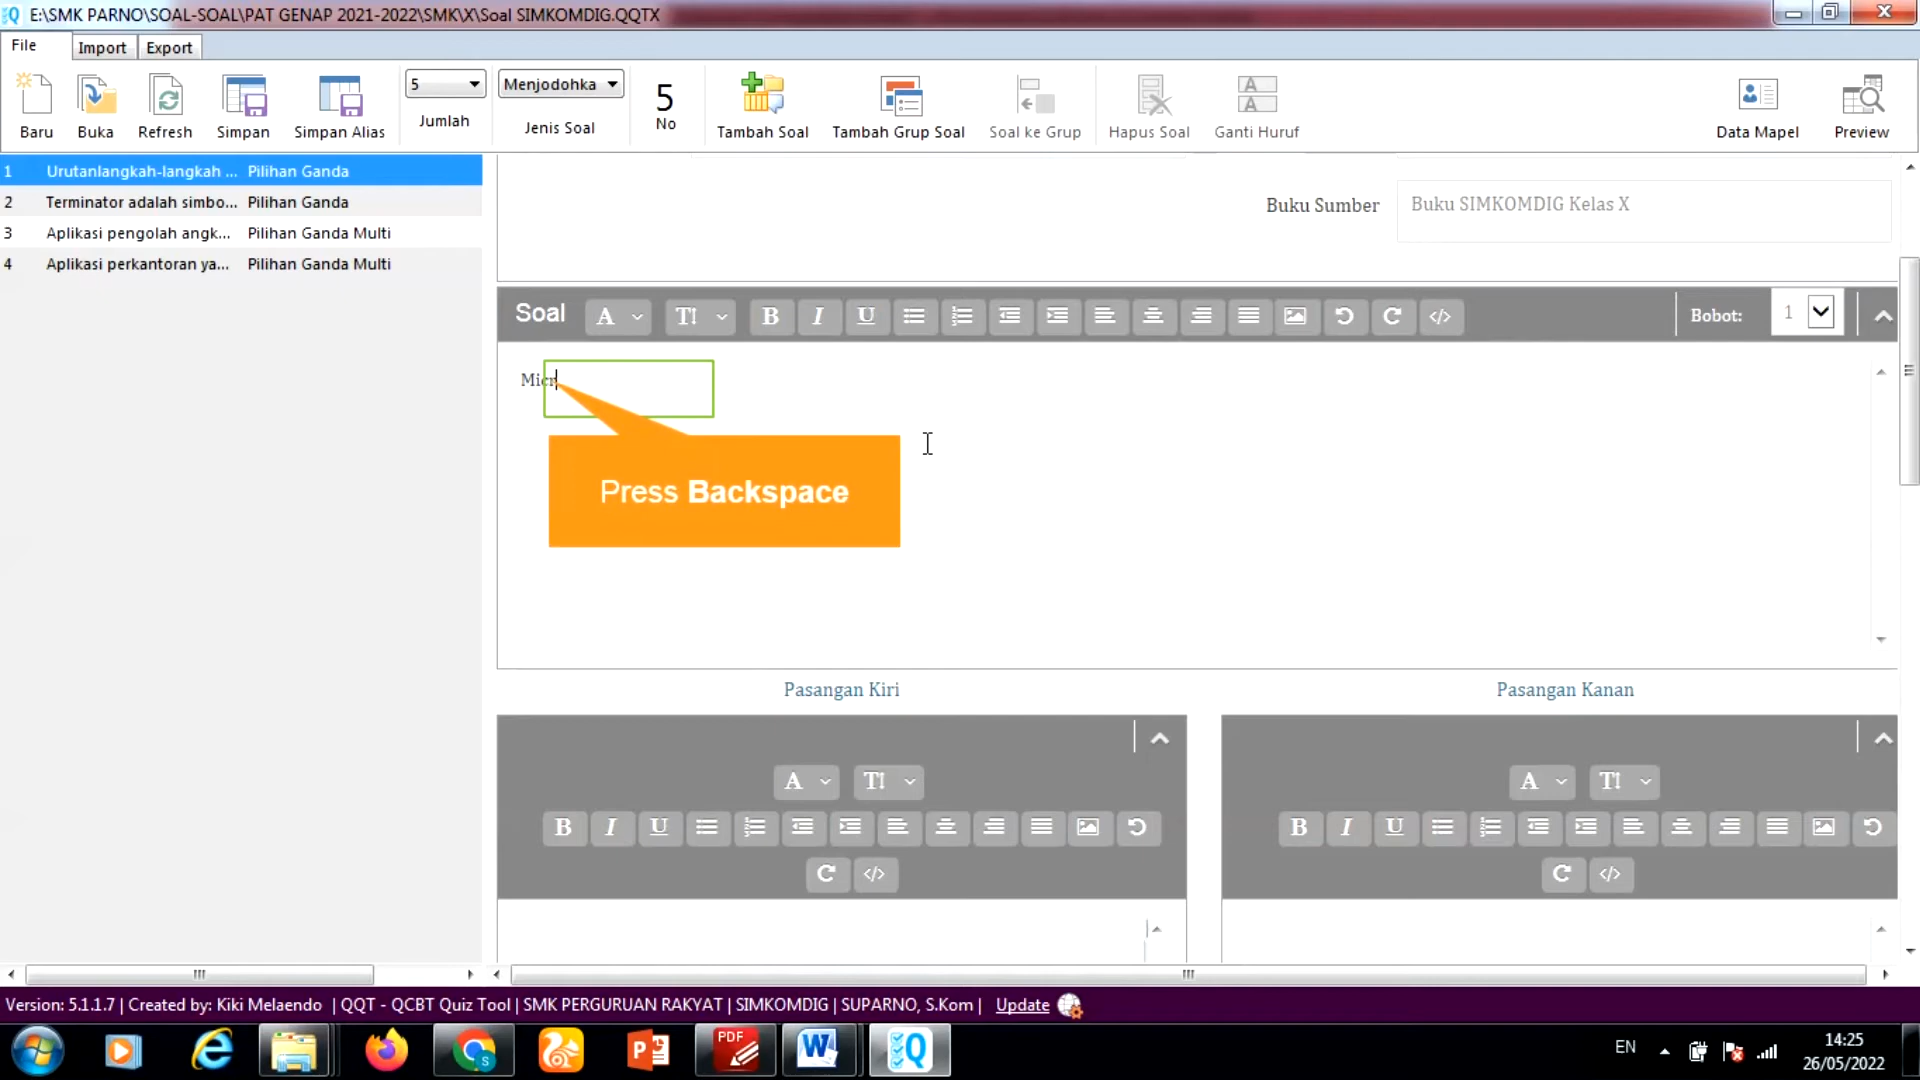 E:\SMK PARNO\SOAL-SOAL\PAT GENAP 2021-2022\SMK\X\Soal SIMKOMDIG.QQTX
File Import Export
5 Menjodohka 5
Jumlah Jenis Soal No
Baru Buka Refresh Simpan Simpan Alias Tambah Soal Tambah Grup Soal Soal ke Grup Hapus Soal Ganti Huruf Data Mapel Preview
1 Urutanlangkah-langkah ... Pilihan Ganda
2 Terminator adalah simbo... Pilihan Ganda
3 Aplikasi pengolah angk... Pilihan Ganda Multi
4 Aplikasi perkantoran ya... Pilihan Ganda Multi
Buku Sumber Buku SIMKOMDIG Kelas X
Soal Bobot: 1
Micr
Press Backspace
Pasangan Kiri Pasangan Kanan
Version: 5.1.1.7 | Created by: Kiki Melaendo | QQT - QCBT Quiz Tool | SMK PERGURUAN RAKYAT | SIMKOMDIG | SUPARNO, S.Kom | Update
EN 14:25
26/05/2022